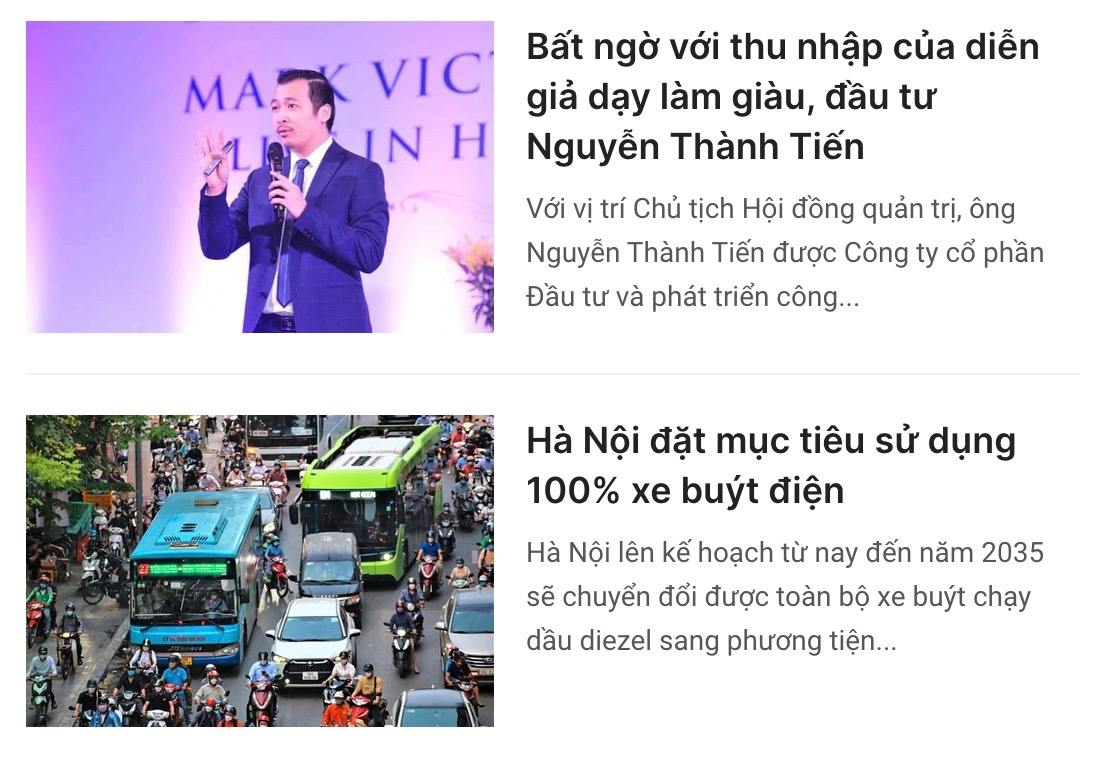 MARK VICT
LIVE IN H
Bất ngờ với thu nhập của diễn
giả dạy làm giàu, đầu tư
Nguyễn Thành Tiến
Với vị trí Chủ tịch Hội đồng quản trị, ông
Nguyễn Thành Tiến được Công ty cổ phần
Đầu tư và phát triển công...
27
Hà Nội đặt mục tiêu sử dụng
100% xe buýt điện
Hà Nội lên kế hoạch từ nay đến năm 2035
sẽ chuyển đổi được toàn bộ xe buýt chạy
dầu diezel sang phương tiện...